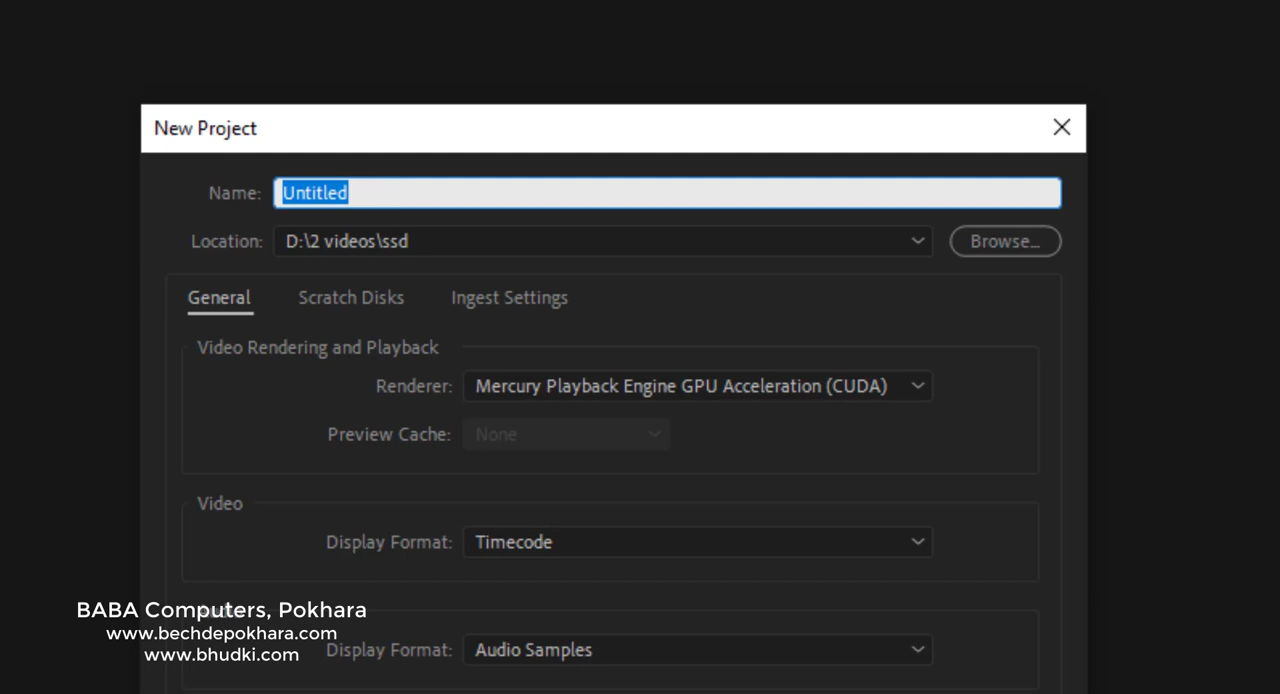 New Project
Name: Untitled
Location: D:\2 videos\ssd Browse...
General Scratch Disks Ingest Settings
Video Rendering and Playback
Renderer: Mercury Playback Engine GPU Acceleration (CUDA)
Preview Cache: None
Video
Display Format: Timecode
BABA Computers, Pokhara
www.bechdepokhara.com
www.bhudki.com
Display Format: Audio Samples